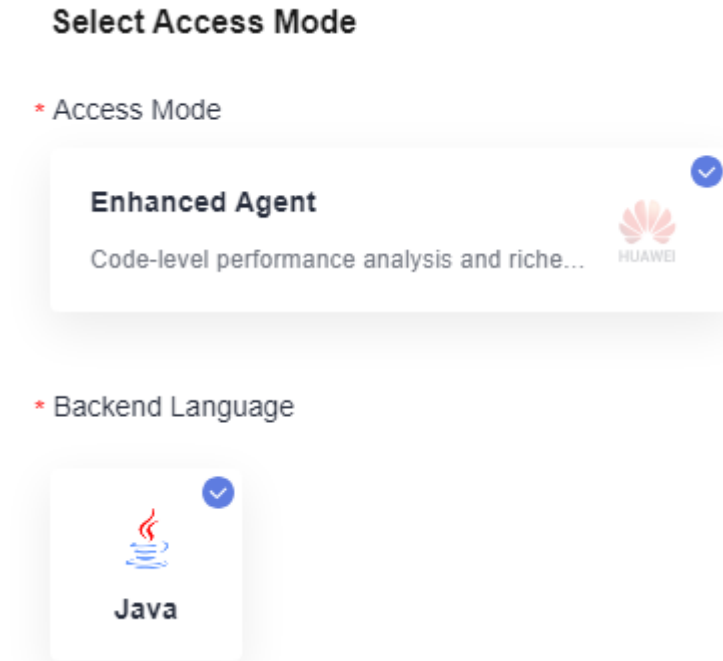 Select Access Mode
* Access Mode
Enhanced Agent
Code-level performance analysis and riche...
HUAWEI
* Backend Language
Java